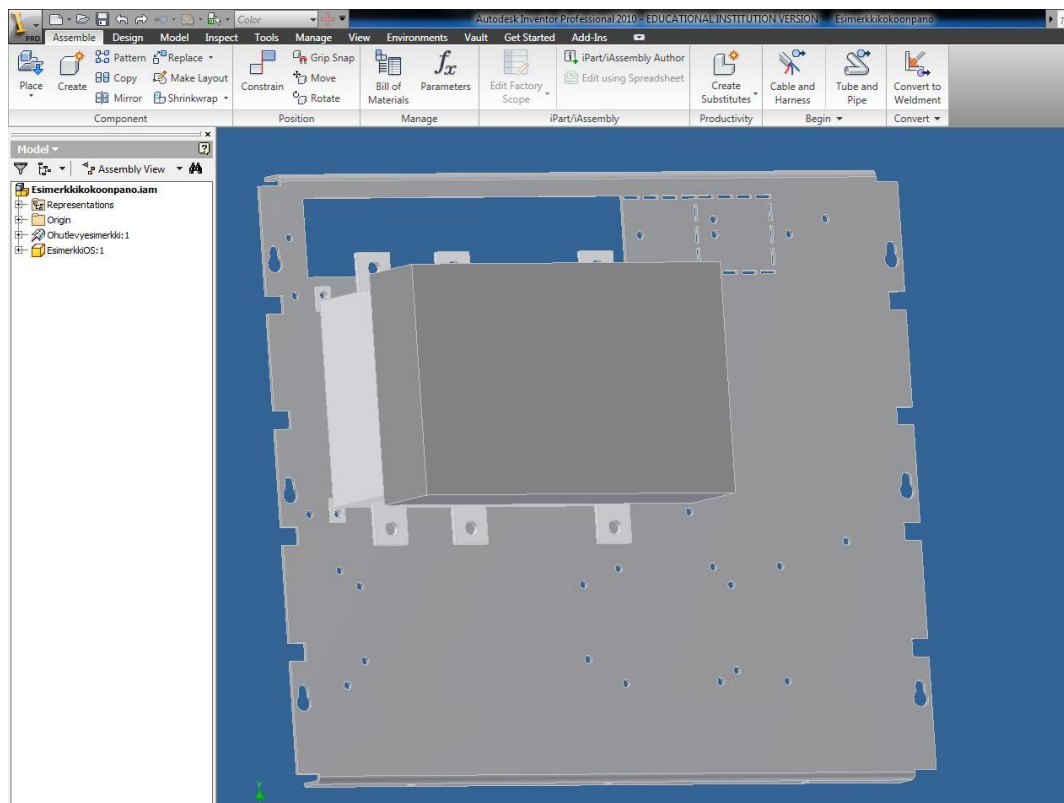 Color
Autodesk Inventor Professional 2010 - EDUCATIONAL INSTITUTION VERSION Esimerkkikokoonpano
PRO Assemble Design Model Inspect Tools Manage View Environments Vault Get Started Add-Ins
Place
Create
Pattern Replace
Copy Make Layout
Mirror Shrinkwrap
Component
Constrain
Grip Snap
Move
Rotate
Position
Bill of Materials
fx
Parameters
Manage
Edit Factory Scope
iPart/iAssembly Author
Edit using Spreadsheet
iPart/iAssembly
Create Substitutes
Productivity
Cable and Harness
Tube and Pipe
Begin
Convert to Weldment
Convert
Model
Assembly View
Esimerkkikokoonpano.iam
Representations
Origin
Ohutlevyesimerkki:1
EsimerkkiOS:1
Y